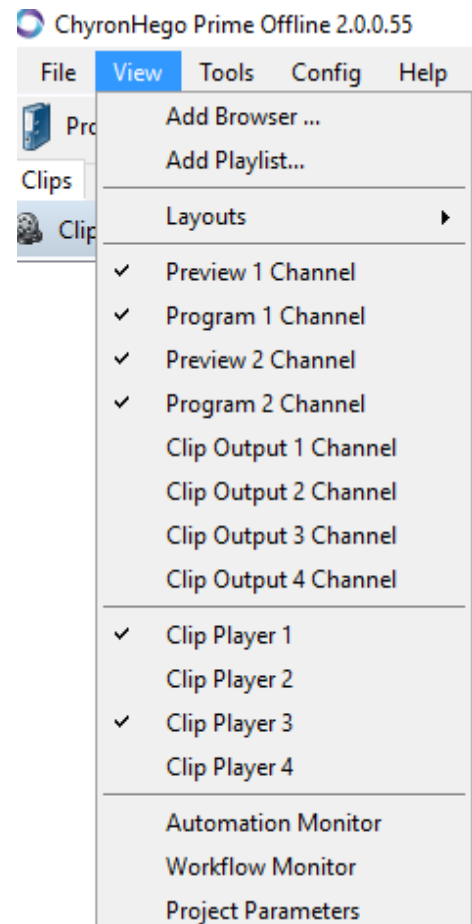 ChyronHego Prime Offline 2.0.0.55
File View Tools Config Help
Add Browser ...
Add Playlist...
Clips
Layouts
Preview 1 Channel
Program 1 Channel
Preview 2 Channel
Program 2 Channel
Clip Output 1 Channel
Clip Output 2 Channel
Clip Output 3 Channel
Clip Output 4 Channel
Clip Player 1
Clip Player 2
Clip Player 3
Clip Player 4
Automation Monitor
Workflow Monitor
Project Parameters